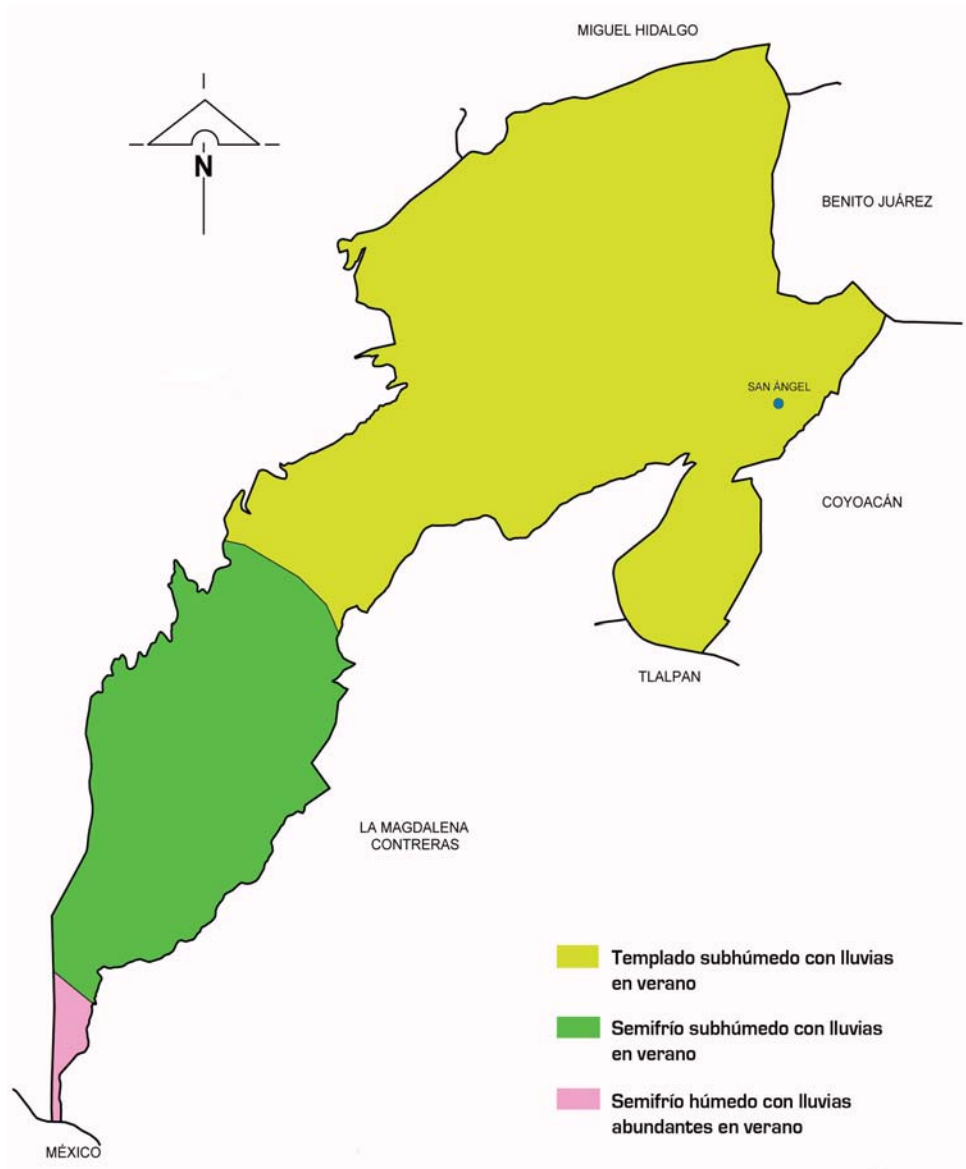 MIGUEL HIDALGO
N
BENITO JUÁREZ
SAN ÁNGEL
COYOACÁN
TLALPAN
LA MAGDALENA
CONTRERAS
Templado subhúmedo con lluvias
en verano
Semifrío subhúmedo con lluvias
en verano
Semifrío húmedo con lluvias
abundantes en verano
MÉXICO